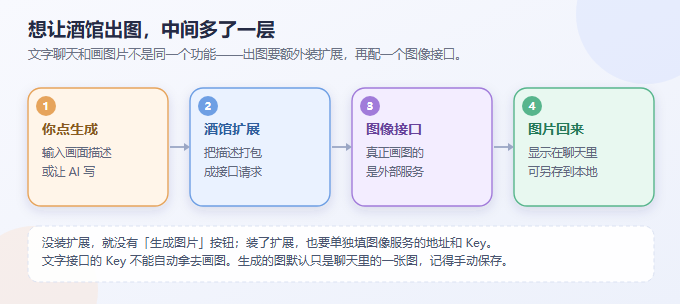 想让酒馆出图，中间多了一层
文字聊天和画图片不是同一个功能——出图要额外装扩展，再配一个图像接口。
1
你点生成
输入画面描述
或让 AI 写
2
酒馆扩展
把描述打包
成接口请求
3
图像接口
真正画图的
是外部服务
4
图片回来
显示在聊天里
可另存到本地
没装扩展，就没有「生成图片」按钮；装了扩展，也要单独填图像服务的地址和 Key。
文字接口的 Key 不能自动拿去画图。生成的图默认只是聊天里的一张图，记得手动保存。